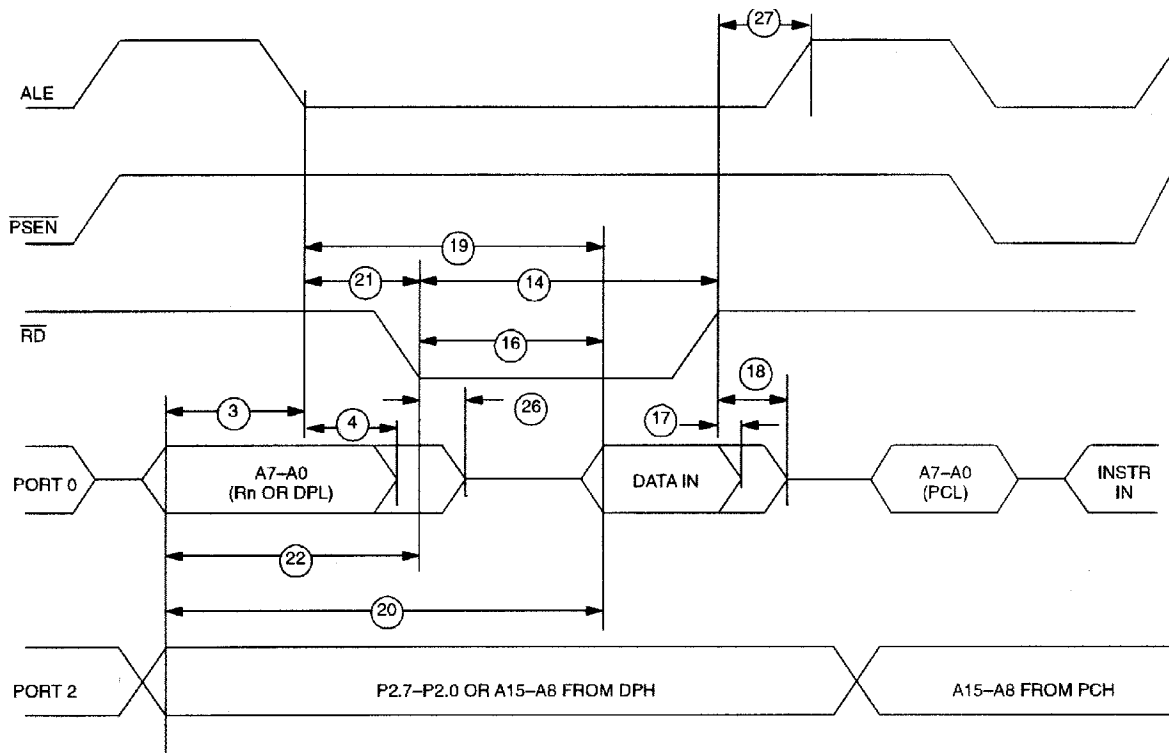 27
ALE
PSEN
19
21
14
RD
16
18
3
4
26
17
PORT 0
A7–A0
(Rn OR DPL)
DATA IN
A7–A0
(PCL)
INSTR
IN
22
20
PORT 2
P2.7–P2.0 OR A15–A8 FROM DPH
A15–A8 FROM PCH